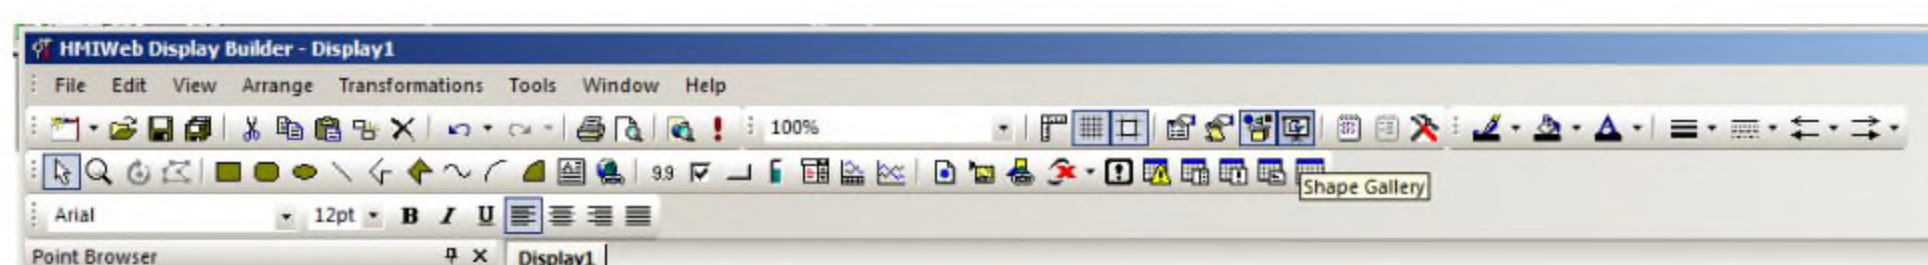 HMIWeb Display Builder - Display1
File Edit View Arrange Transformations Tools Window Help
100%
9.9
Shape Gallery
Arial 12pt B I U
Point Browser Display1